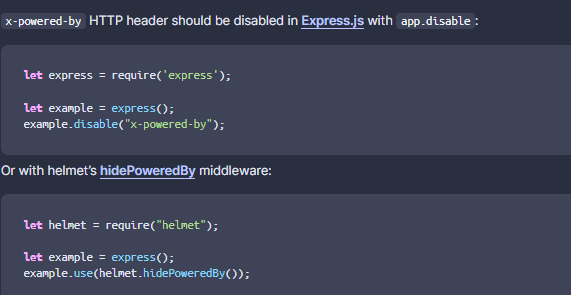 x-powered-by HTTP header should be disabled in Express.js with app.disable :
let express = require('express');
let example = express();
example.disable("x-powered-by");
Or with helmet's hidePoweredBy middleware:
let helmet = require("helmet");
let example = express();
example.use(helmet.hidePoweredBy());